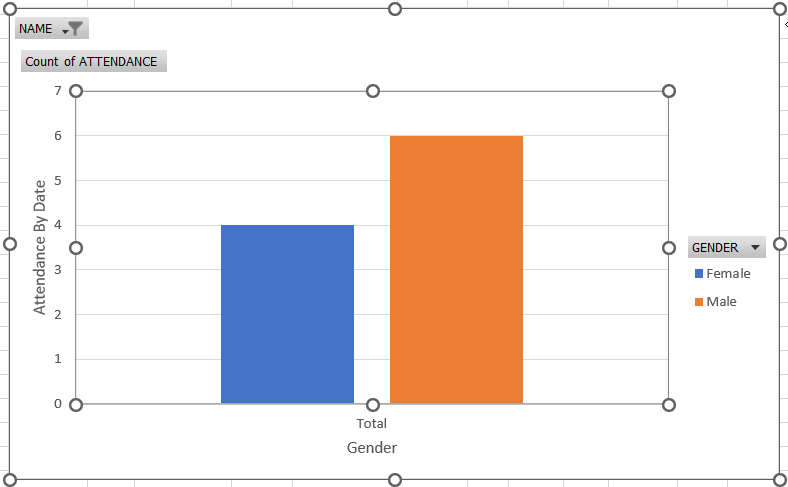 NAME
Count of ATTENDANCE
7
6
5
4
3
2
1
0
Attendance By Date
Total
Gender
GENDER
Female
Male